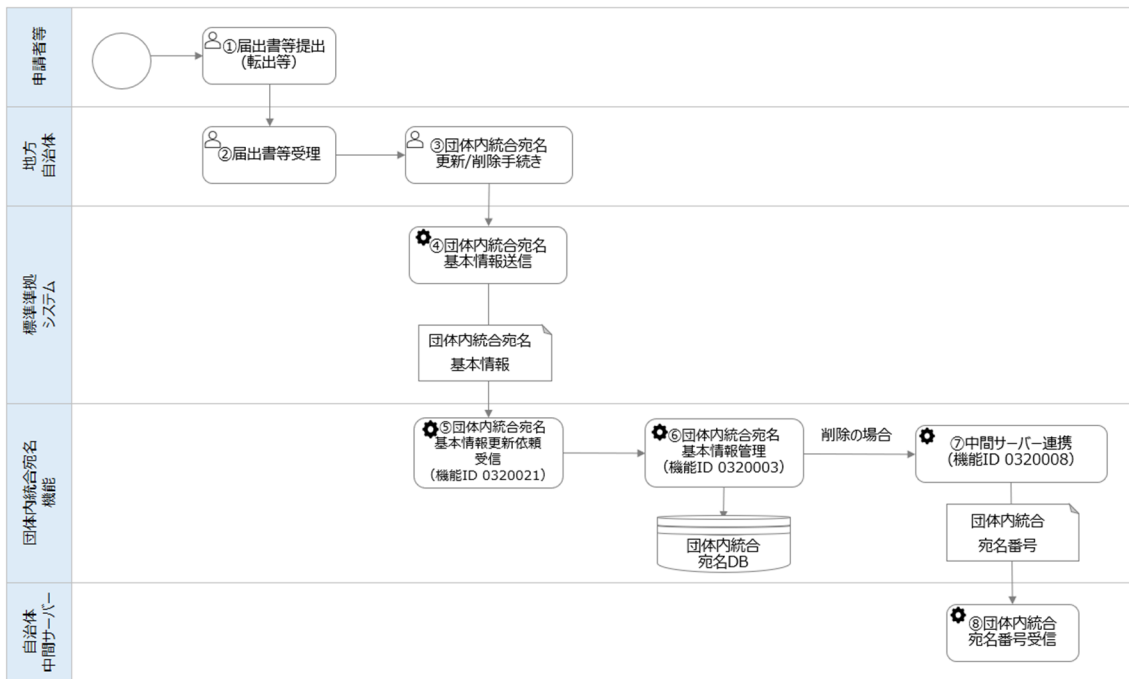 申請者等
①届出書等提出
（転出等）
地方
自治体
②届出書等受理
③団体内統合宛名
更新/削除手続き
標準準拠
システム
④団体内統合宛名
基本情報送信
団体内統合宛名
基本情報
団体内統合宛名
機能
⑤団体内統合宛名
基本情報更新依頼
受信
（機能ID 0320021）
⑥団体内統合宛名
基本情報管理
（機能ID 0320003）
削除の場合
⑦中間サーバー連携
（機能ID 0320008）
団体内統合
宛名DB
団体内統合
宛名番号
自治体
中間サーバー
⑧団体内統合
宛名番号受信